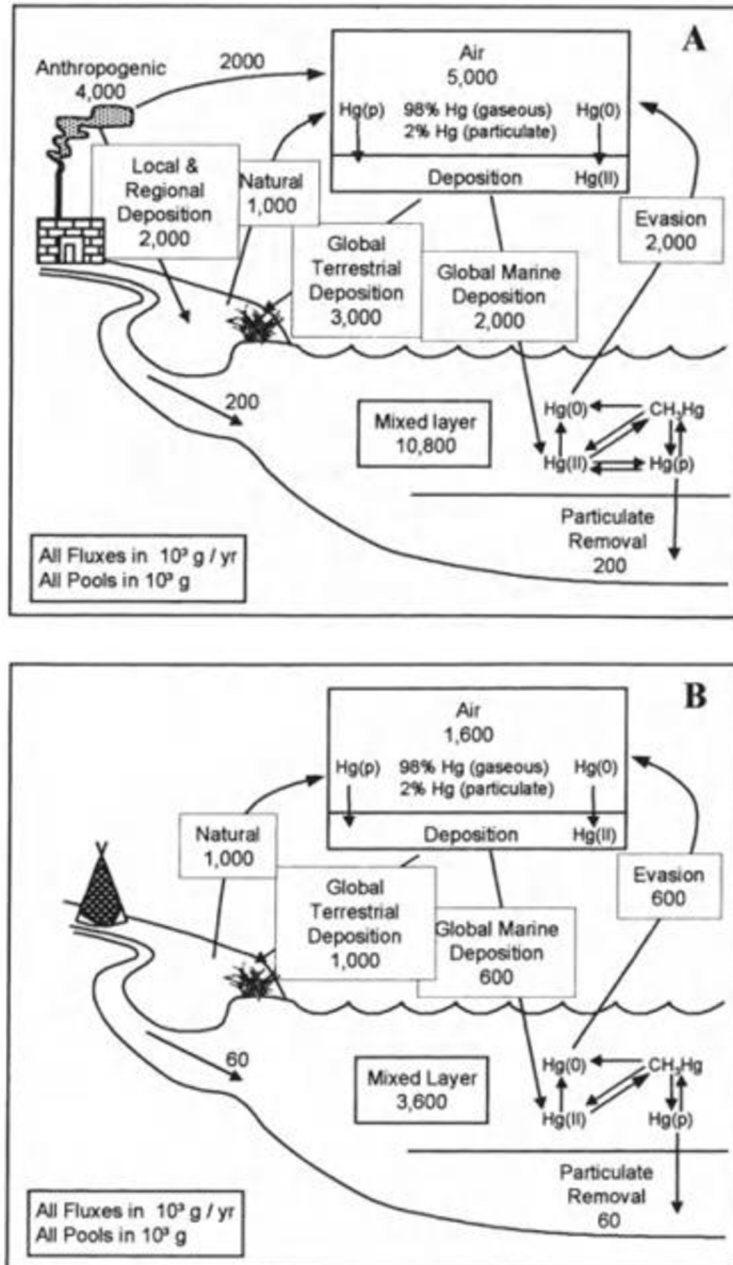 A
Anthropogenic
4,000
2000
Air
5,000
Hg(p)
98% Hg (gaseous)
2% Hg (particulate)
Hg(0)
Deposition
Hg(II)
Local &
Regional
Deposition
2,000
Natural
1,000
Global
Terrestrial
Deposition
3,000
Global Marine
Deposition
2,000
Evasion
2,000
200
Mixed layer
10,800
Hg(0)
CH₃Hg
Hg(II)
Hg(p)
Particulate
Removal
200
All Fluxes in 10³ g / yr
All Pools in 10³ g
B
Air
1,600
Hg(p)
98% Hg (gaseous)
2% Hg (particulate)
Hg(0)
Deposition
Hg(II)
Natural
1,000
Global
Terrestrial
Deposition
1,000
Global Marine
Deposition
600
Evasion
600
60
Mixed Layer
3,600
Hg(0)
CH₃Hg
Hg(II)
Hg(p)
Particulate
Removal
60
All Fluxes in 10³ g / yr
All Pools in 10³ g